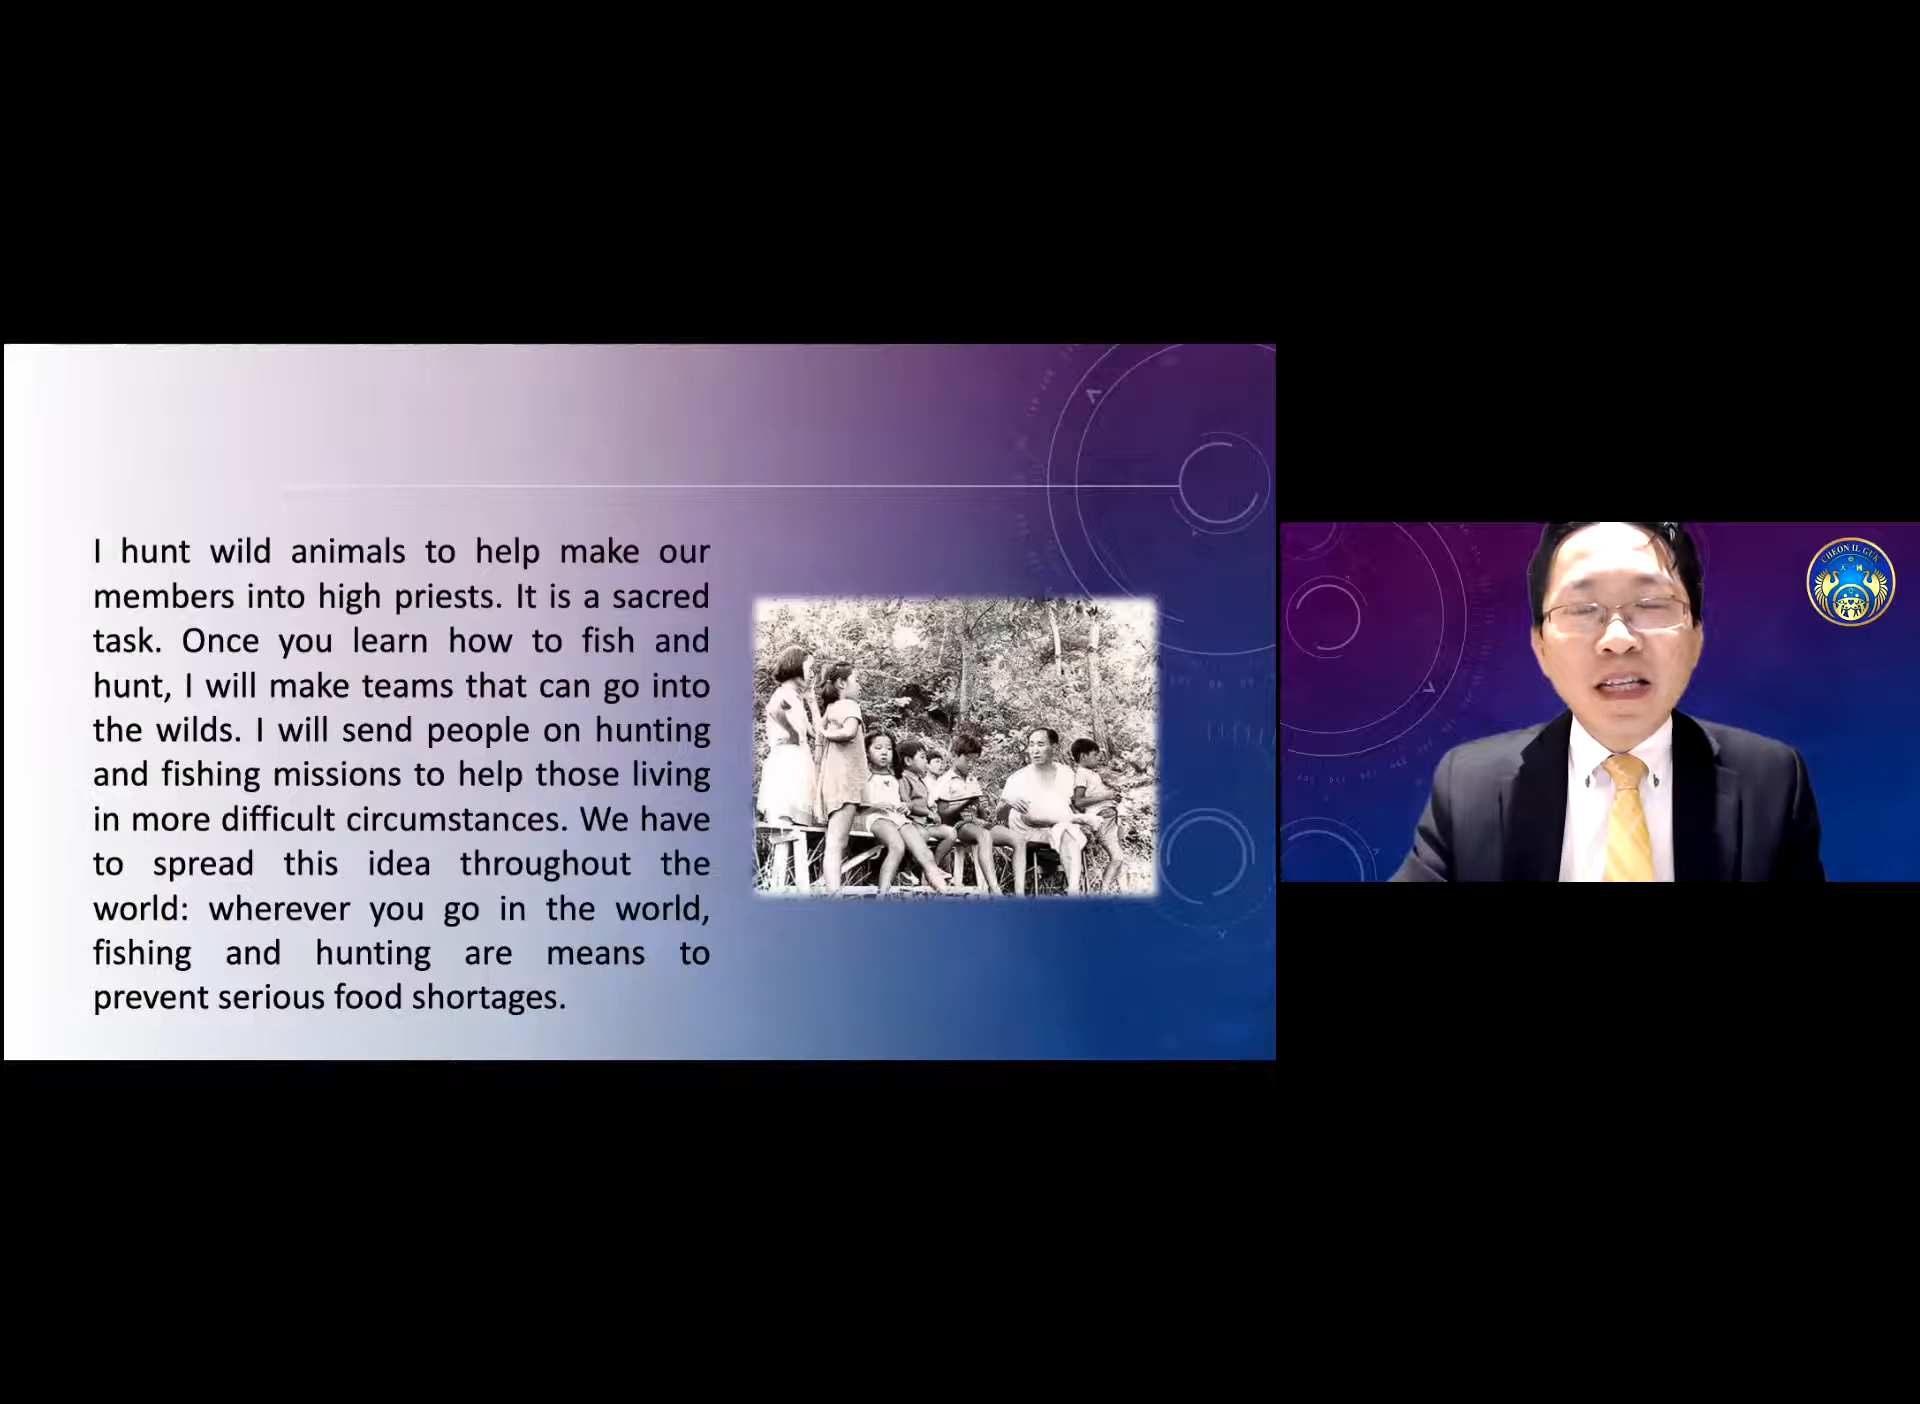 I hunt wild animals to help make our
members into high priests. It is a sacred
task. Once you learn how to fish and
hunt, I will make teams that can go into
the wilds. I will send people on hunting
and fishing missions to help those living
in more difficult circumstances. We have
to spread this idea throughout the
world: wherever you go in the world,
fishing and hunting are means to
prevent serious food shortages.
CHEON IL GUK